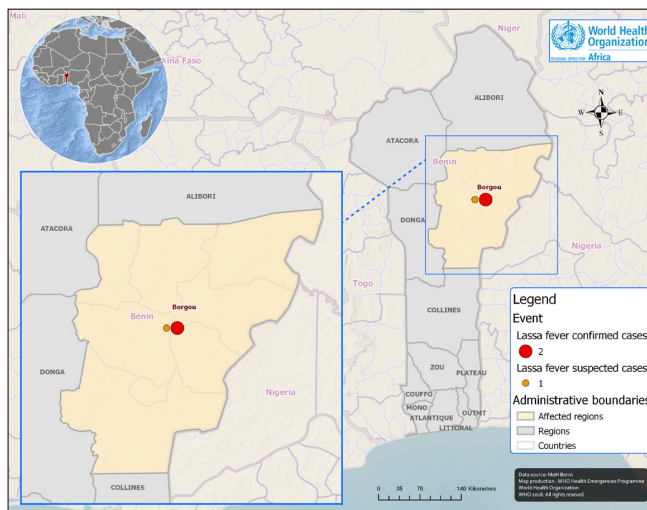 Mali
Niger
kina Faso
World Health
Organization
REGIONAL OFFICE FOR Africa
N
W E
S
ALIBORI
ATACORA
Benin
Borgou
DONGA
Nigeria
Togo
COLLINES
ZOU
PLATEAU
COUFFO
MONO
ATLANTIQUE
OUÉMÉ
LITTORAL
ALIBORI
ATACORA
Borgou
Benin
DONGA
Nigeria
COLLINES
Legend
Event
Lassa fever confirmed cases
2
Lassa fever suspected cases
1
Administrative boundaries
Affected regions
Regions
Countries
0 35 70 140 Kilometers
Data source: MoH Benin
Map production : WHO Health Emergencies Programme
World Health Organization
WHO 2018. All rights reseved.